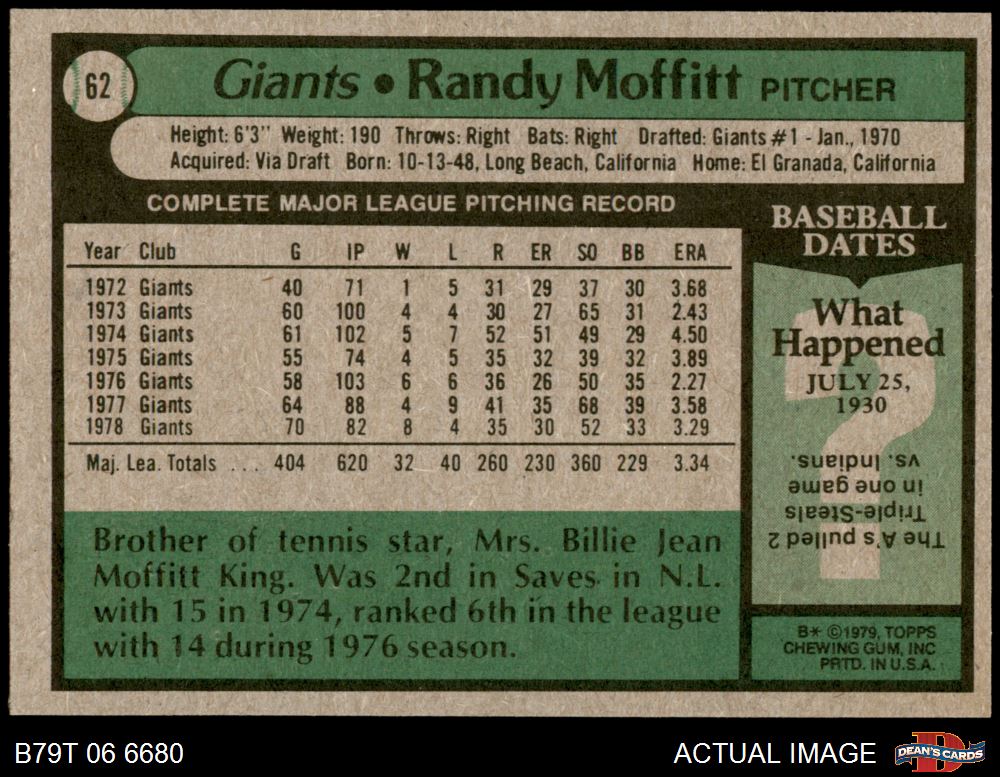 62
Giants • Randy Moffitt PITCHER
Height: 6'3" Weight: 190 Throws: Right Bats: Right Drafted: Giants #1 - Jan., 1970
Acquired: Via Draft Born: 10-13-48, Long Beach, California Home: El Granada, California
COMPLETE MAJOR LEAGUE PITCHING RECORD
Year Club G IP W L R ER SO BB ERA
1972 Giants 40 71 1 5 31 29 37 30 3.68
1973 Giants 60 100 4 4 30 27 65 31 2.43
1974 Giants 61 102 5 7 52 51 49 29 4.50
1975 Giants 55 74 4 5 35 32 39 32 3.89
1976 Giants 58 103 6 6 36 26 50 35 2.27
1977 Giants 64 88 4 9 41 35 68 39 3.58
1978 Giants 70 82 8 4 35 30 52 33 3.29
Maj. Lea. Totals ... 404 620 32 40 260 230 360 229 3.34
Brother of tennis star, Mrs. Billie Jean
Moffitt King. Was 2nd in Saves in N.L.
with 15 in 1974, ranked 6th in the league
with 14 during 1976 season.
BASEBALL
DATES
What
Happened
JULY 25,
1930
?
The A's pulled 2
Triple-Steals
in one game
vs. Indians.
B* ©1979, TOPPS
CHEWING GUM, INC
PRTD. IN U.S.A.
B79T 06 6680
ACTUAL IMAGE
D
DEAN'S CARDS